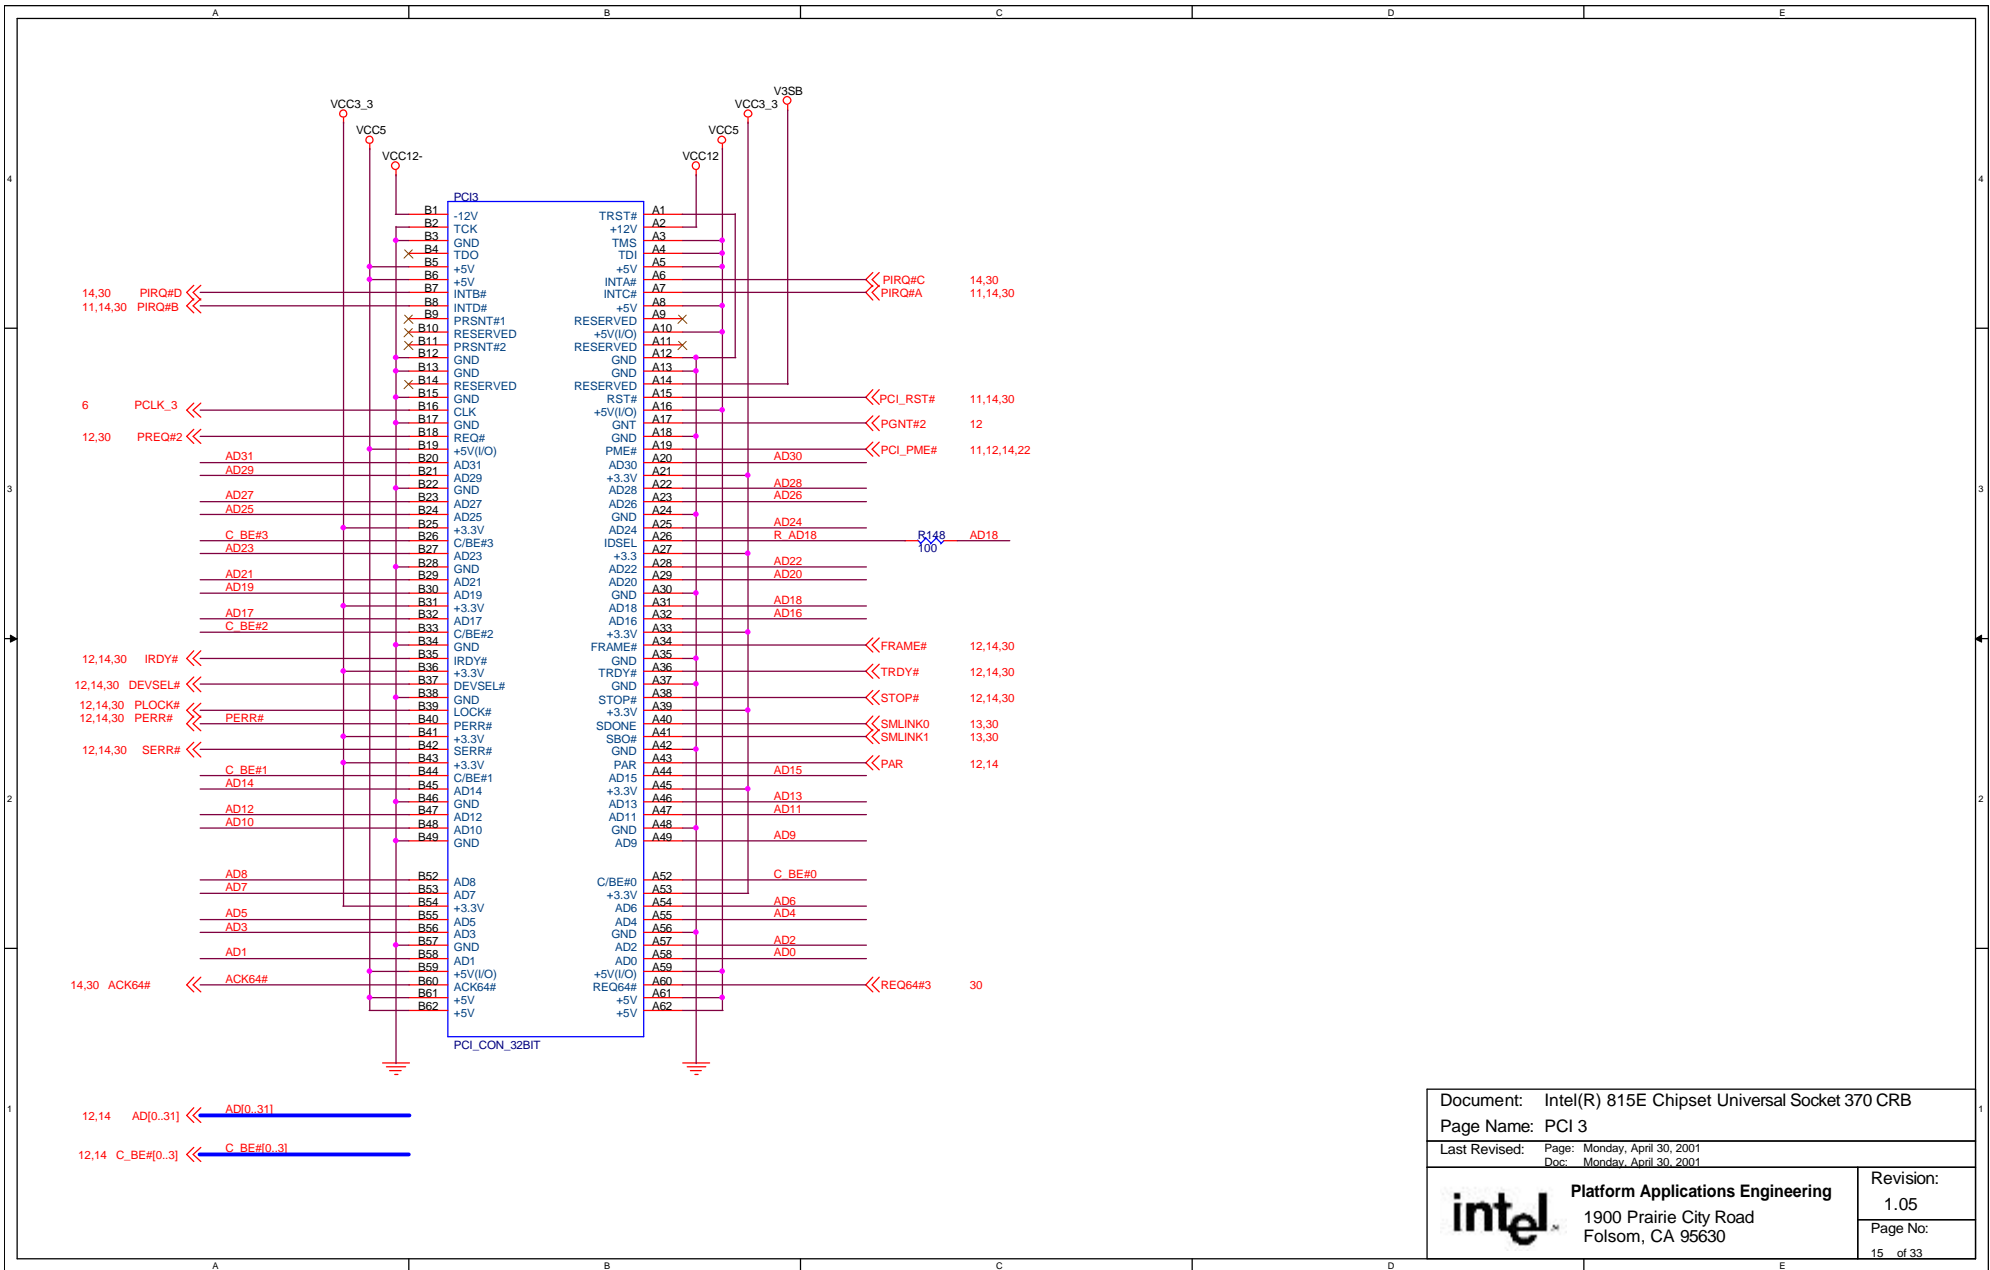 A B C D E
V3SB
VCC3_3 VCC3_3
VCC5 VCC5
VCC12- VCC12
4 4
PCI3
B1 -12V TRST# A1
B2 TCK +12V A2
B3 GND TMS A3
B4 TDO TDI A4
B5 +5V +5V A5
B6 +5V INTA# A6 PIRQ#C 14,30
14,30 PIRQ#D B7 INTB# INTC# A7 PIRQ#A 11,14,30
11,14,30 PIRQ#B B8 INTD# +5V A8
B9 PRSNT#1 RESERVED A9
B10 RESERVED +5V(I/O) A10
B11 PRSNT#2 RESERVED A11
B12 GND GND A12
B13 GND GND A13
B14 RESERVED RESERVED A14
B15 GND RST# A15 PCI_RST# 11,14,30
6 PCLK_3 B16 CLK +5V(I/O) A16
B17 GND GNT A17 PGNT#2 12
12,30 PREQ#2 B18 REQ# GND A18
B19 +5V(I/O) PME# A19 PCI_PME# 11,12,14,22
AD31 B20 AD31 AD30 A20 AD30
AD29 B21 AD29 +3.3V A21
3 B22 GND AD28 A22 AD28 3
AD27 B23 AD27 AD26 A23 AD26
AD25 B24 AD25 GND A24
B25 +3.3V AD24 A25 AD24
C_BE#3 B26 C/BE#3 IDSEL A26 R_AD18 R148 100 AD18
AD23 B27 AD23 +3.3 A27
B28 GND AD22 A28 AD22
AD21 B29 AD21 AD20 A29 AD20
AD19 B30 AD19 GND A30
B31 +3.3V AD18 A31 AD18
AD17 B32 AD17 AD16 A32 AD16
C_BE#2 B33 C/BE#2 +3.3V A33
B34 GND FRAME# A34 FRAME# 12,14,30
12,14,30 IRDY# B35 IRDY# GND A35
B36 +3.3V TRDY# A36 TRDY# 12,14,30
12,14,30 DEVSEL# B37 DEVSEL# GND A37
B38 GND STOP# A38 STOP# 12,14,30
12,14,30 PLOCK# B39 LOCK# +3.3V A39
12,14,30 PERR# PERR# B40 PERR# SDONE A40 SMLINK0 13,30
B41 +3.3V SBO# A41 SMLINK1 13,30
12,14,30 SERR# B42 SERR# GND A42
B43 +3.3V PAR A43 PAR 12,14
C_BE#1 B44 C/BE#1 AD15 A44 AD15
AD14 B45 AD14 +3.3V A45
2 B46 GND AD13 A46 AD13 2
AD12 B47 AD12 AD11 A47 AD11
AD10 B48 AD10 GND A48
B49 GND AD9 A49 AD9
AD8 B52 AD8 C/BE#0 A52 C_BE#0
AD7 B53 AD7 +3.3V A53
B54 +3.3V AD6 A54 AD6
AD5 B55 AD5 AD4 A55 AD4
AD3 B56 AD3 GND A56
B57 GND AD2 A57 AD2
AD1 B58 AD1 AD0 A58 AD0
B59 +5V(I/O) +5V(I/O) A59
14,30 ACK64# ACK64# B60 ACK64# REQ64# A60 REQ64#3 30
B61 +5V +5V A61
B62 +5V +5V A62
PCI_CON_32BIT
1 12,14 AD[0..31] AD[0..31] 1
12,14 C_BE#[0..3] C_BE#[0..3]
Document: Intel(R) 815E Chipset Universal Socket 370 CRB
Page Name: PCI 3
Last Revised: Page: Monday, April 30, 2001
Doc: Monday, April 30, 2001
intel
Platform Applications Engineering
1900 Prairie City Road
Folsom, CA 95630
Revision:
1.05
Page No:
15 of 33
A B C D E